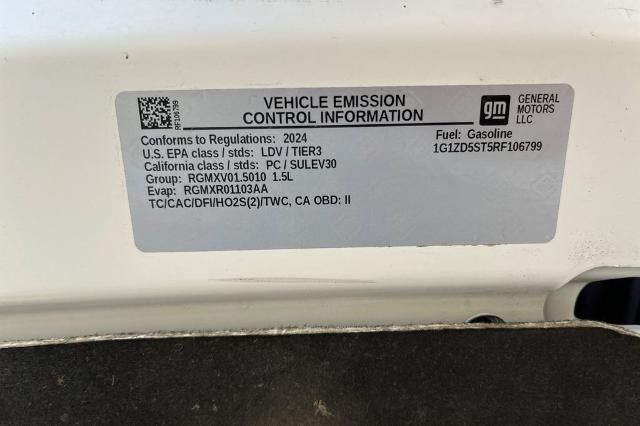 RF106799
VEHICLE EMISSION
CONTROL INFORMATION
gm
GENERAL
MOTORS
LLC
Conforms to Regulations: 2024
U.S. EPA class / stds: LDV / TIER3
California class / stds: PC / SULEV30
Group: RGMXV01.5010 1.5L
Evap: RGMXR01103AA
TC/CAC/DFI/HO2S(2)/TWC, CA OBD: II
Fuel: Gasoline
1G1ZD5ST5RF106799